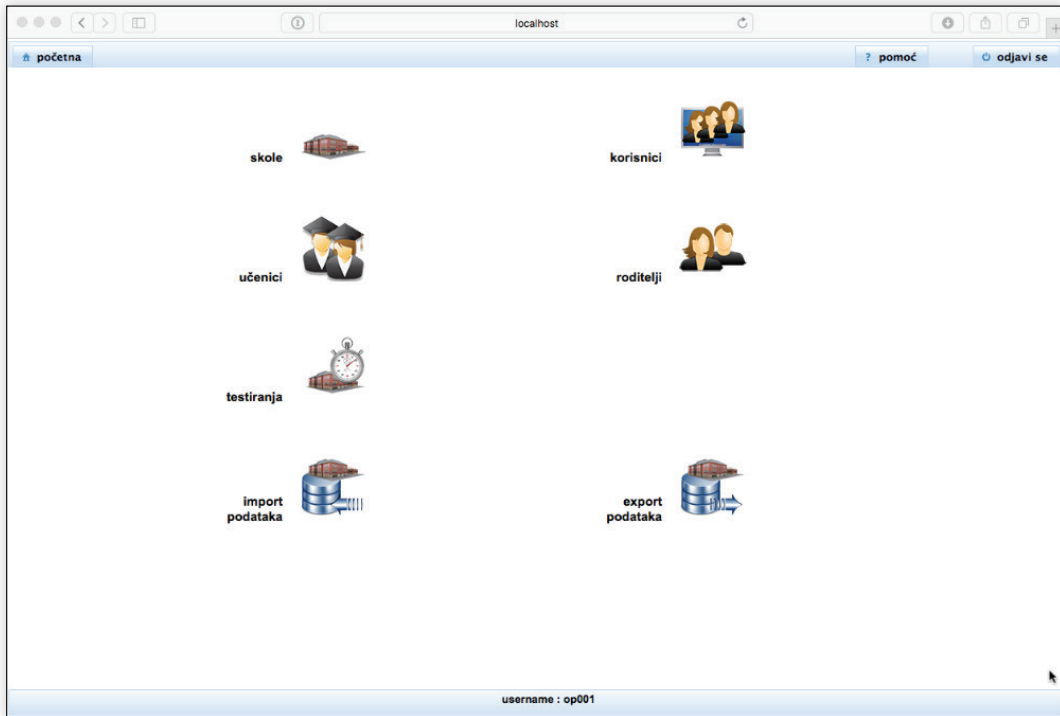 localhost
početna
? pomoć
odjavi se
skole
korisnici
učenici
roditelji
testiranja
import
podataka
export
podataka
username : op001